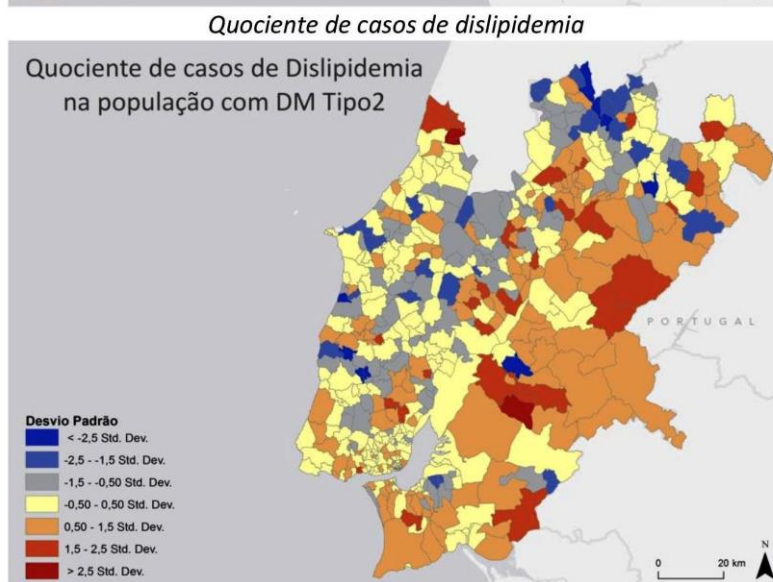 Quociente de casos de dislipidemia
Quociente de casos de Dislipidemia
na população com DM Tipo2
PORTUGAL
Desvio Padrão
< -2,5 Std. Dev.
-2,5 - -1,5 Std. Dev.
-1,5 - -0,50 Std. Dev.
-0,50 - 0,50 Std. Dev.
0,50 - 1,5 Std. Dev.
1,5 - 2,5 Std. Dev.
> 2,5 Std. Dev.
N
0 20 km